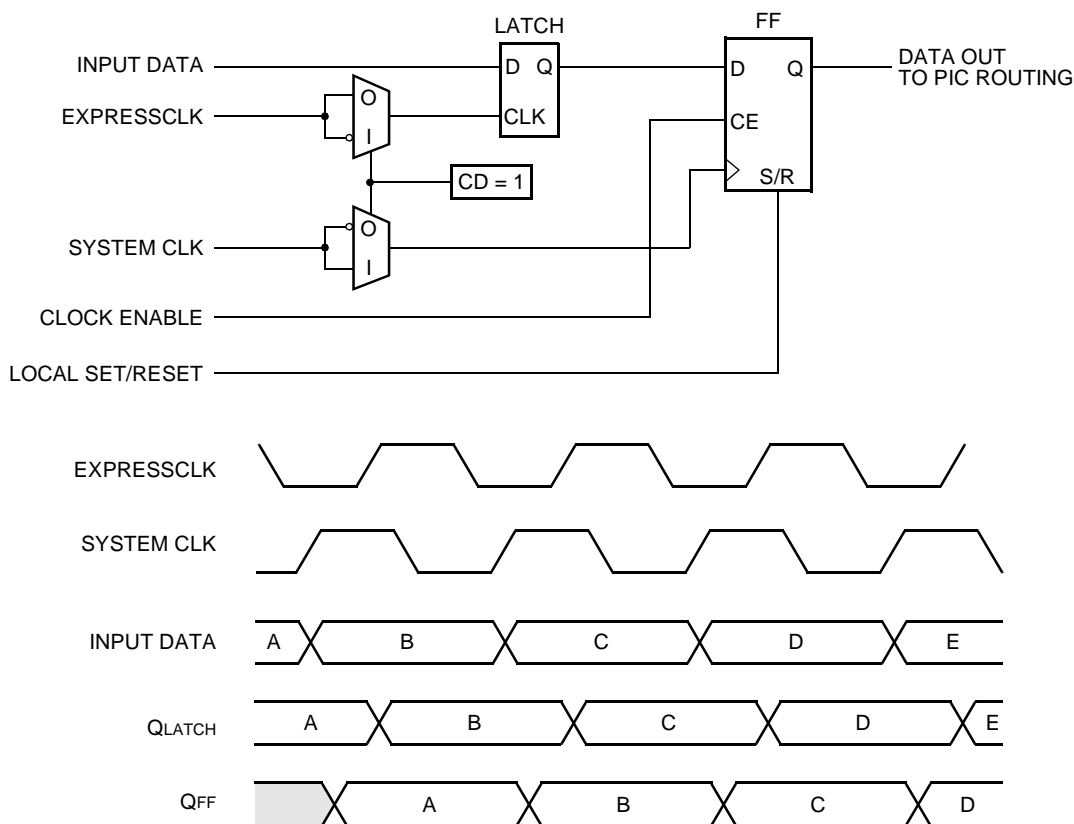 LATCH
FF
INPUT DATA
D Q
D Q
DATA OUT
TO PIC ROUTING
EXPRESSCLK
O
I
CLK
CE
CD = 1
S/R
SYSTEM CLK
O
I
CLOCK ENABLE
LOCAL SET/RESET
EXPRESSCLK
SYSTEM CLK
INPUT DATA
A B C D E
QLATCH
A B C D E
QFF
A B C D